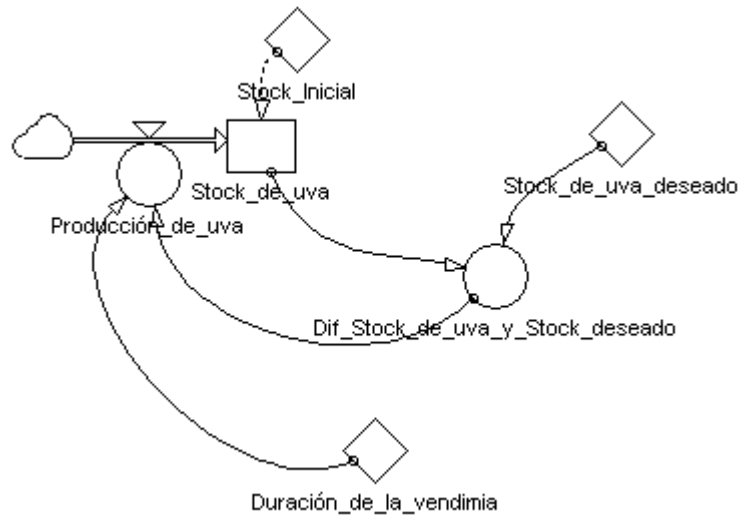 Stock_Inicial
Stock_de_uva
Stock_de_uva_deseado
Producción_de_uva
Dif_Stock_de_uva_y_Stock_deseado
Duración_de_la_vendimia